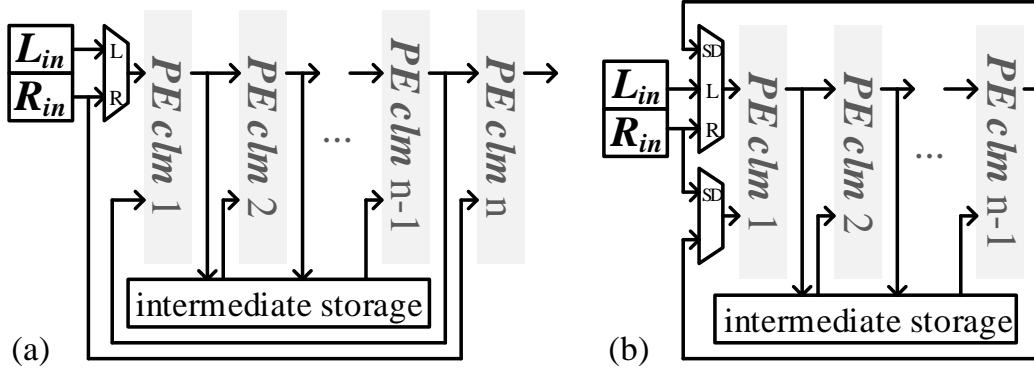 L_in
R_in
L
R
PE clm 1
PE clm 2
...
PE clm n-1
PE clm n
intermediate storage
(a)
L_in
R_in
SD
L
R
SD
PE clm 1
PE clm 2
...
PE clm n-1
intermediate storage
(b)